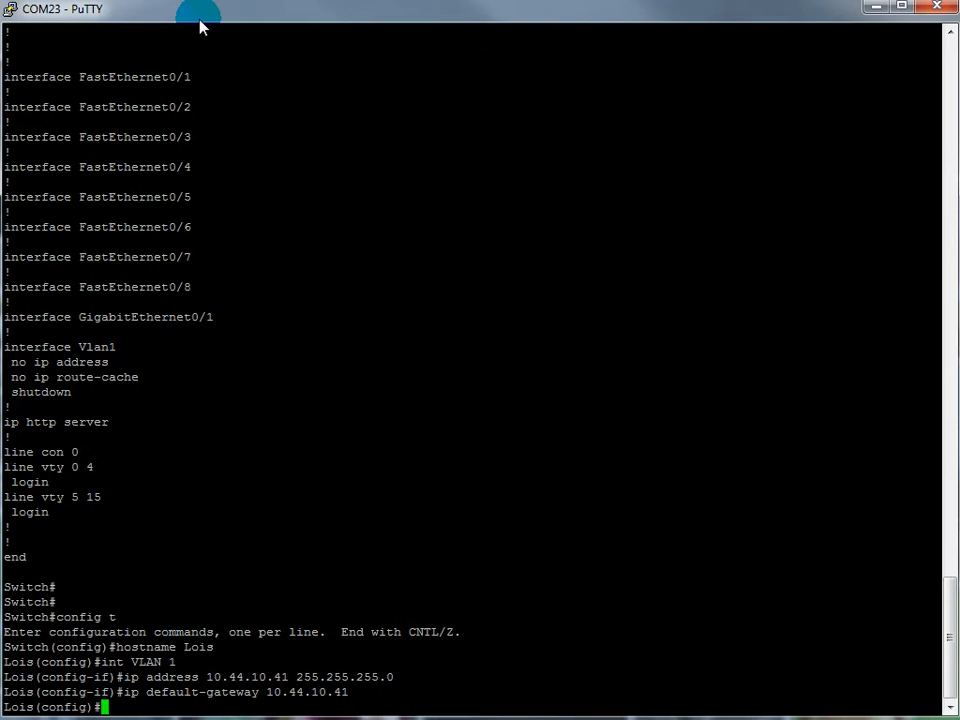 COM23 - PuTTY
!
!
!
interface FastEthernet0/1
!
interface FastEthernet0/2
!
interface FastEthernet0/3
!
interface FastEthernet0/4
!
interface FastEthernet0/5
!
interface FastEthernet0/6
!
interface FastEthernet0/7
!
interface FastEthernet0/8
!
interface GigabitEthernet0/1
!
interface Vlan1
 no ip address
 no ip route-cache
 shutdown
!
ip http server
!
line con 0
line vty 0 4
 login
line vty 5 15
 login
!
!
end
Switch#
Switch#
Switch#config t
Enter configuration commands, one per line.  End with CNTL/Z.
Switch(config)#hostname Lois
Lois(config)#int VLAN 1
Lois(config-if)#ip address 10.44.10.41 255.255.255.0
Lois(config-if)#ip default-gateway 10.44.10.41
Lois(config)#